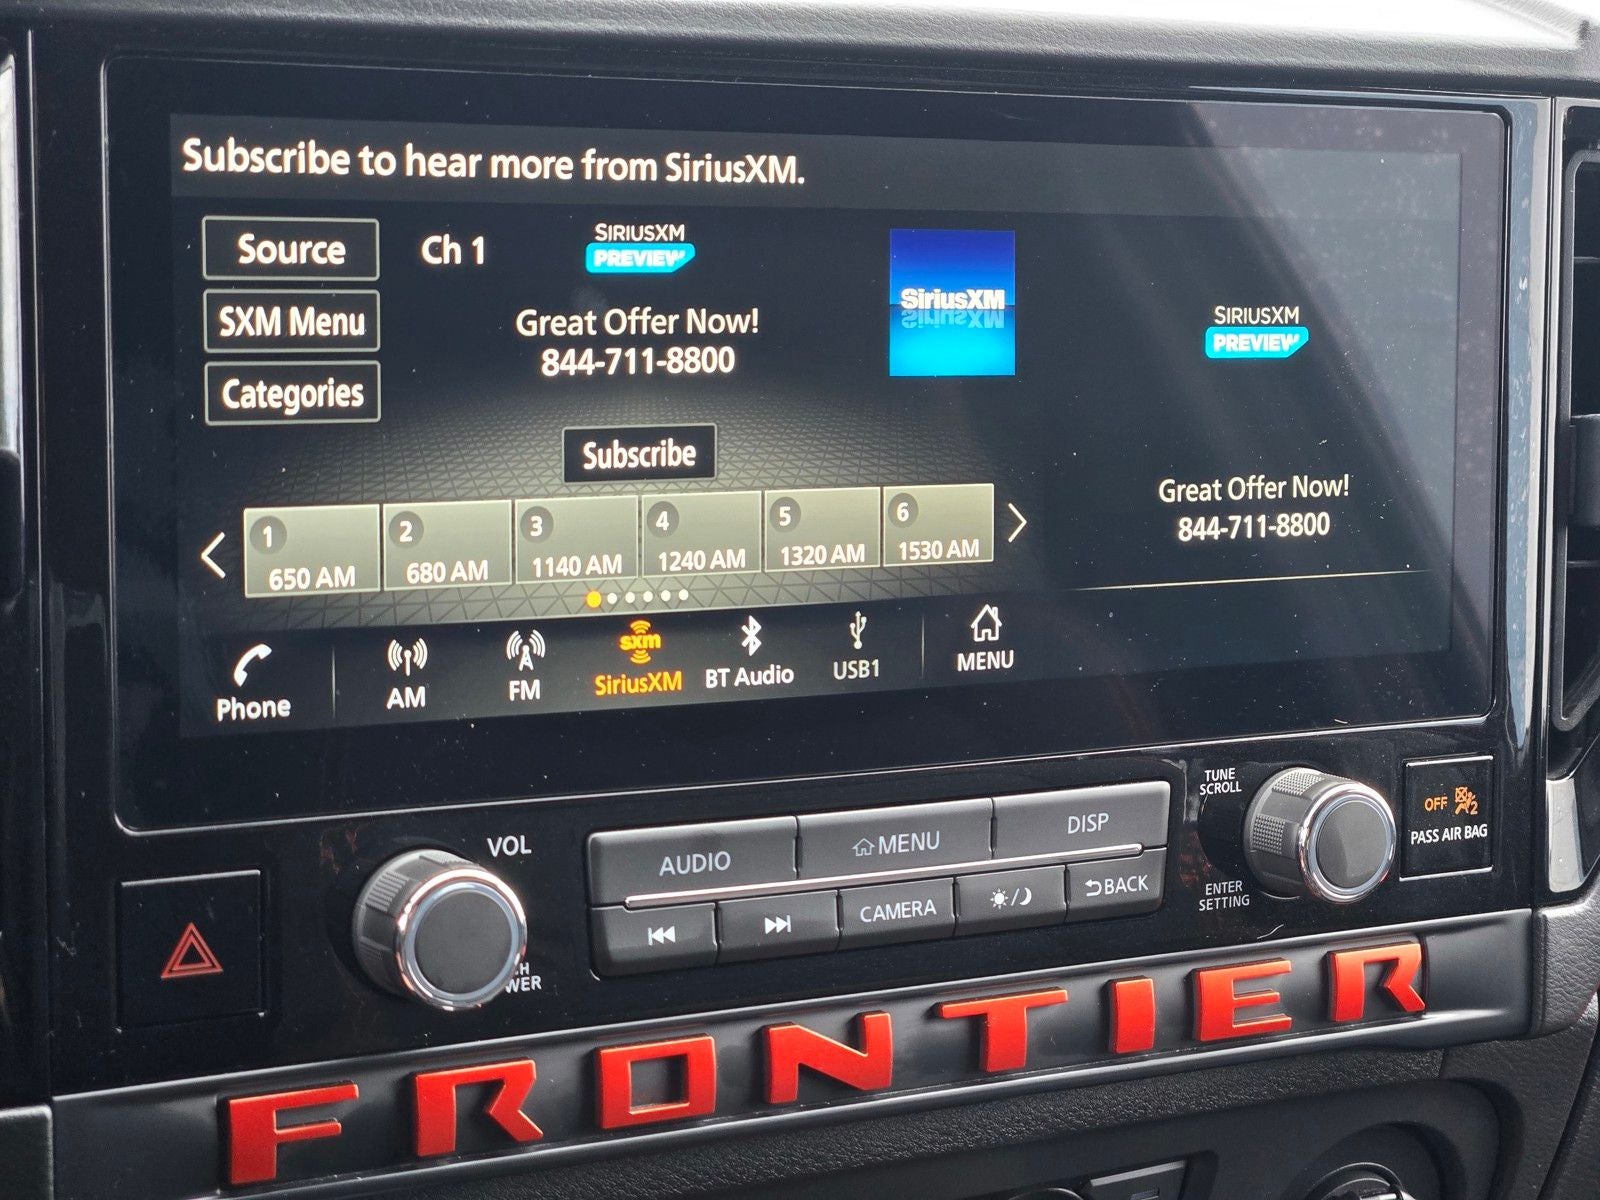 Subscribe to hear more from SiriusXM.
Source
Ch 1
SIRIUSXM
PREVIEW
SXM Menu
Great Offer Now!
844-711-8800
Categories
SiriusXM
SIRIUSXM
PREVIEW
Great Offer Now!
844-711-8800
Subscribe
1
650 AM
2
680 AM
3
1140 AM
4
1240 AM
5
1320 AM
6
1530 AM
Phone
AM
FM
sxm
SiriusXM
BT Audio
USB1
MENU
VOL
AUDIO
MENU
DISP
CAMERA
BACK
TUNE
SCROLL
ENTER
SETTING
OFF
2
PASS AIR BAG
FRONTIER